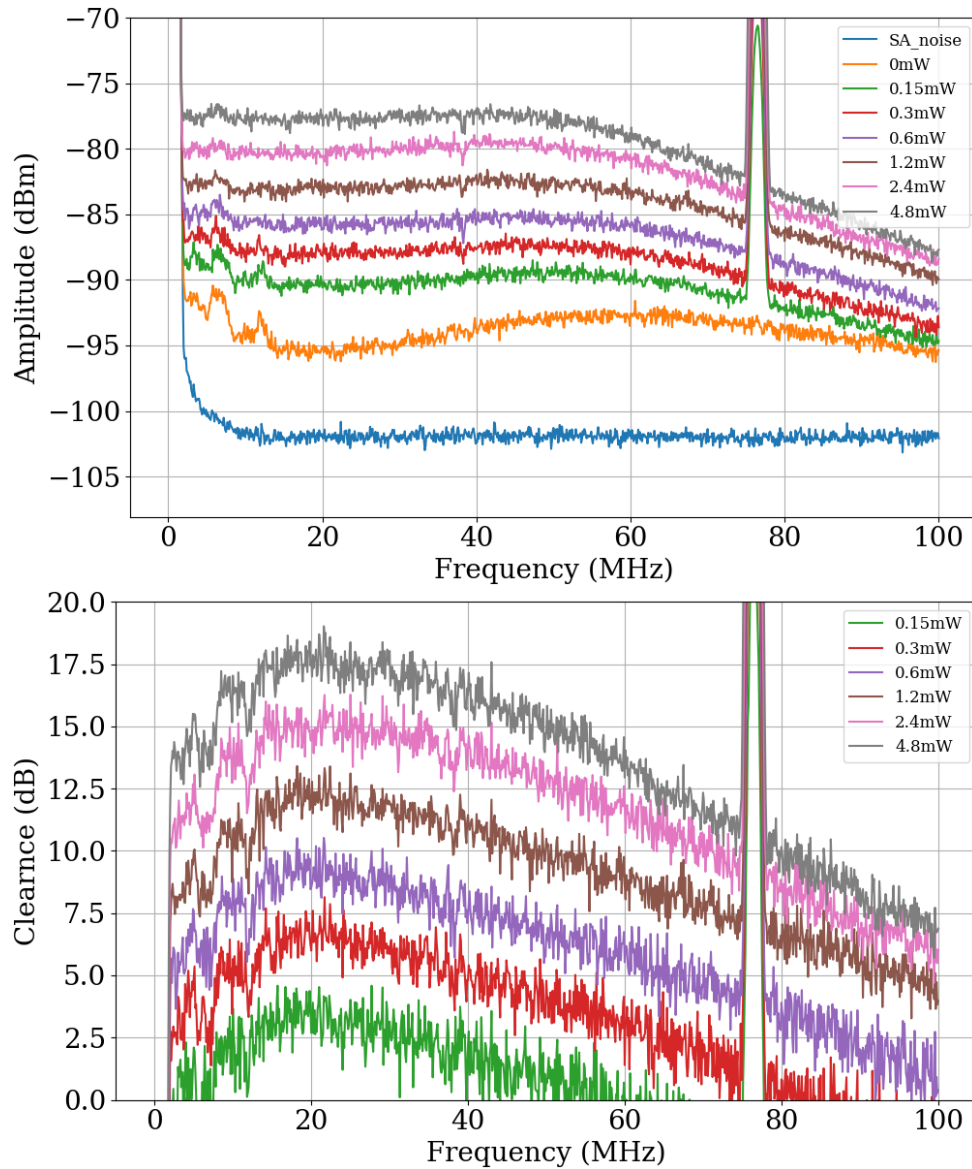 −70
−75
−80
−85
−90
−95
−100
−105
Amplitude (dBm)
SA_noise
0mW
0.15mW
0.3mW
0.6mW
1.2mW
2.4mW
4.8mW
0 20 40 60 80 100
Frequency (MHz)
20.0
17.5
15.0
12.5
10.0
7.5
5.0
2.5
0.0
Clearnce (dB)
0.15mW
0.3mW
0.6mW
1.2mW
2.4mW
4.8mW
0 20 40 60 80 100
Frequency (MHz)